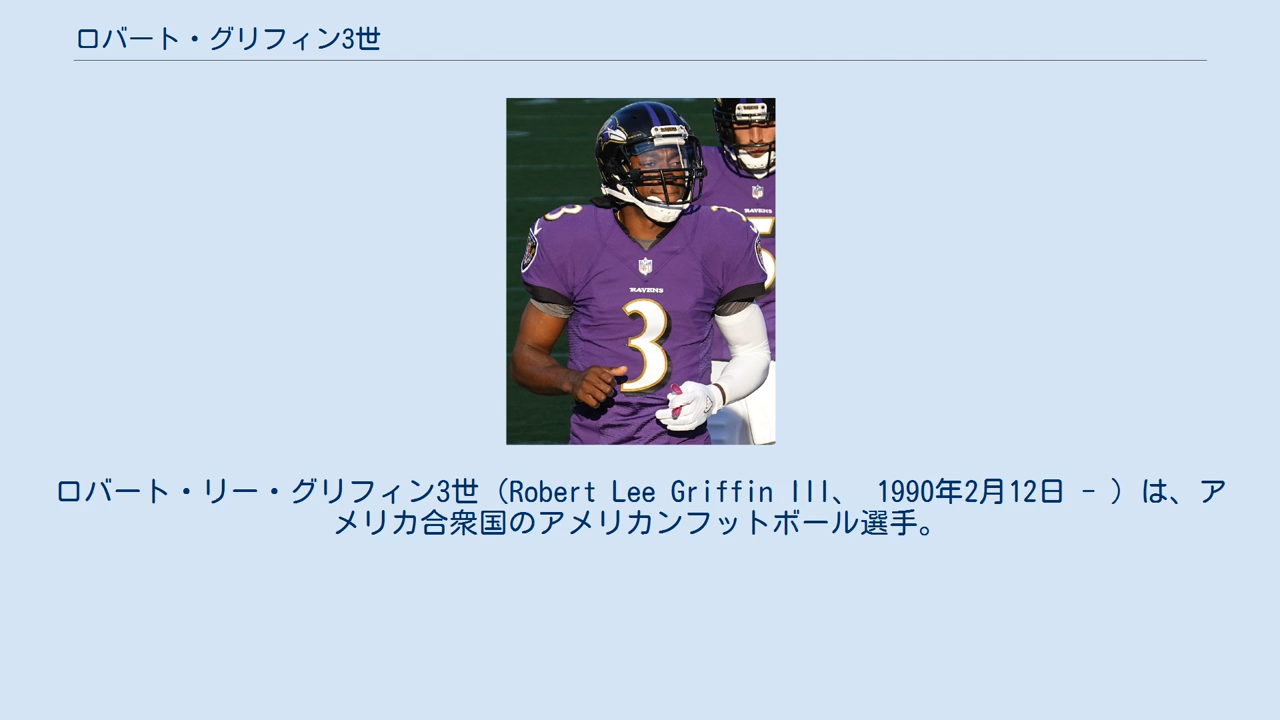 ロバート・グリフィン3世
RAVENS
3
RAVENS
ロバート・リー・グリフィン3世（Robert Lee Griffin III、 1990年2月12日 - ）は、ア
メリカ合衆国のアメリカンフットボール選手。